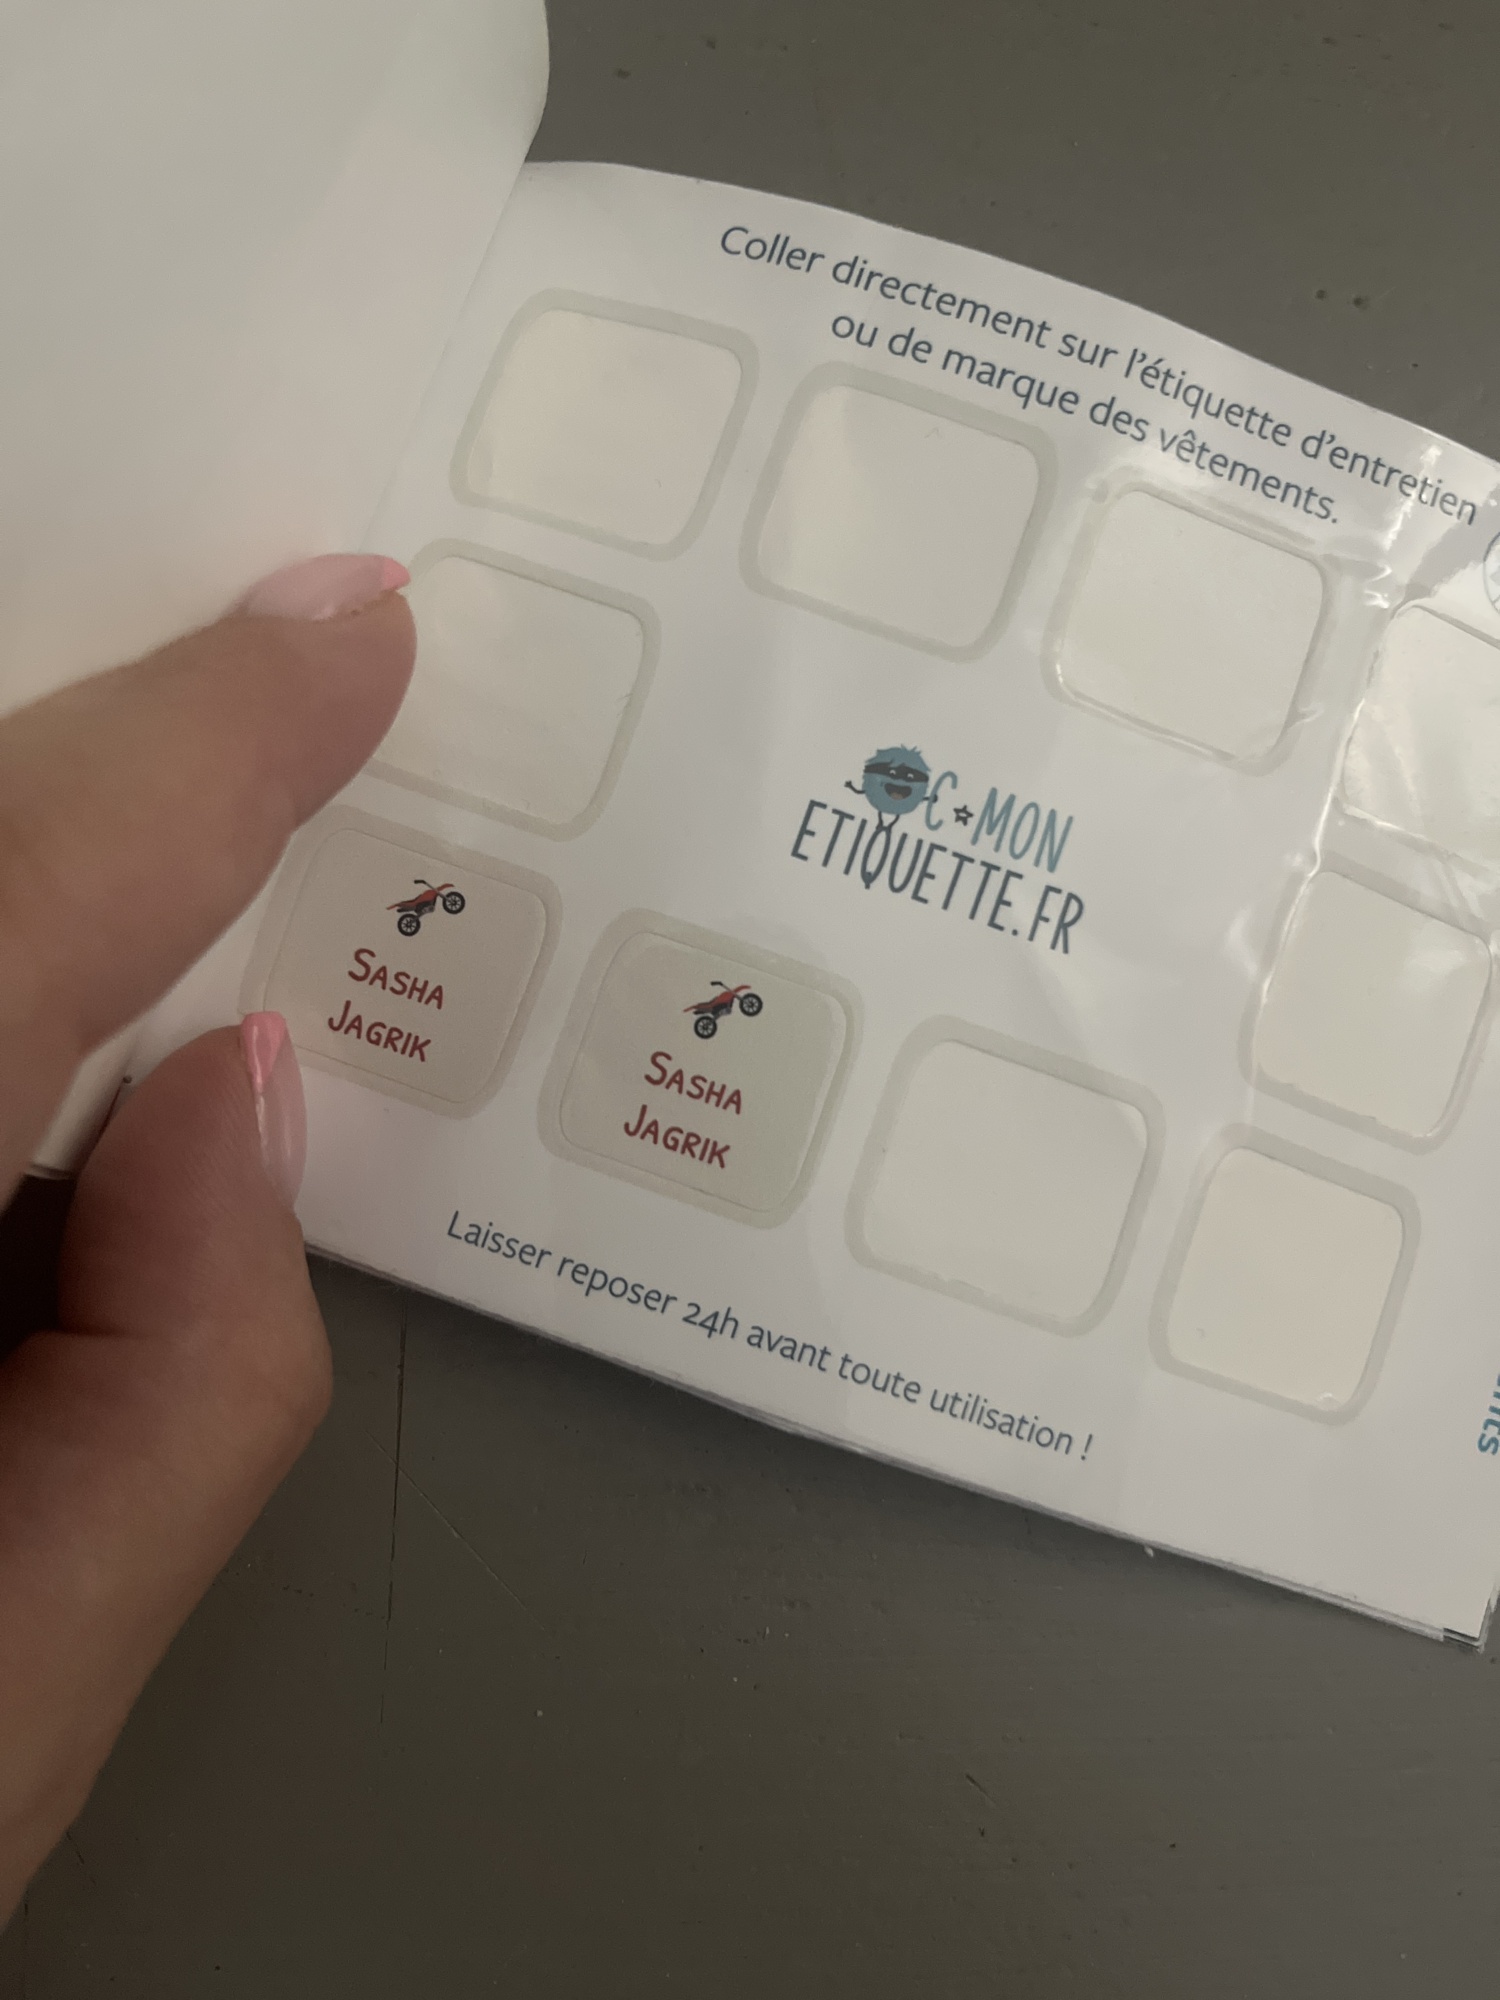 Coller directement sur l'étiquette d'entretien
ou de marque des vêtements.
C☆MON
ETIQUETTE.FR
SASHA
JAGRIK
SASHA
JAGRIK
Laisser reposer 24h avant toute utilisation !